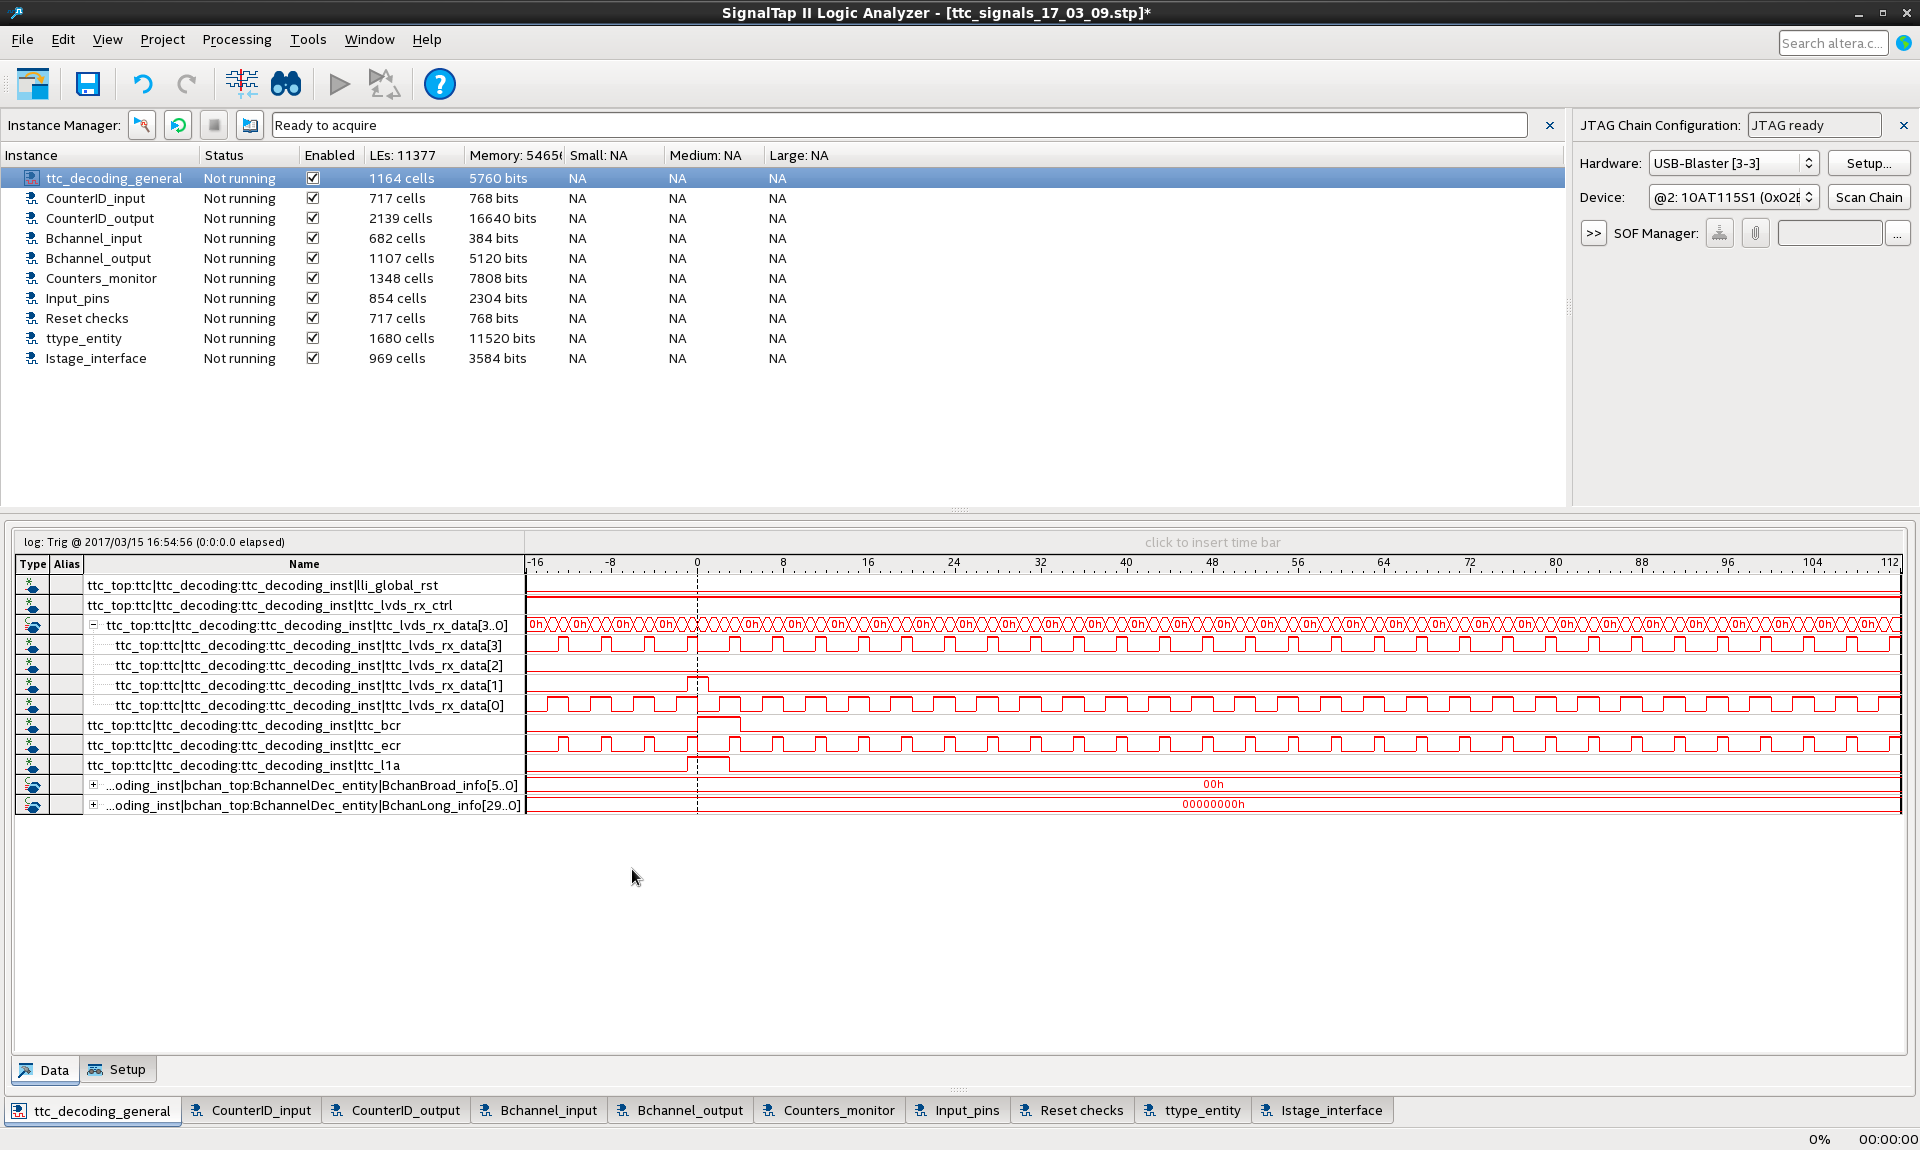 SignalTap II Logic Analyzer - [ttc_signals_17_03_09.stp]*
File Edit View Project Processing Tools Window Help
Search altera.c...
Instance Manager: Ready to acquire
JTAG Chain Configuration: JTAG ready
Instance Status Enabled LEs: 11377 Memory: 5465 Small: NA Medium: NA Large: NA
Hardware: USB-Blaster [3-3] Setup...
ttc_decoding_general Not running 1164 cells 5760 bits NA NA NA
CounterID_input Not running 717 cells 768 bits NA NA NA
Device: @2: 10AT115S1 (0x02E Scan Chain
CounterID_output Not running 2139 cells 16640 bits NA NA NA
>> SOF Manager: ...
Bchannel_input Not running 682 cells 384 bits NA NA NA
Bchannel_output Not running 1107 cells 5120 bits NA NA NA
Counters_monitor Not running 1348 cells 7808 bits NA NA NA
Input_pins Not running 854 cells 2304 bits NA NA NA
Reset checks Not running 717 cells 768 bits NA NA NA
ttype_entity Not running 1680 cells 11520 bits NA NA NA
Istage_interface Not running 969 cells 3584 bits NA NA NA
log: Trig @ 2017/03/15 16:54:56 (0:0:0.0 elapsed) click to insert time bar
Type Alias Name -16 -8 0 8 16 24 32 40 48 56 64 72 80 88 96 104 112
ttc_top:ttc|ttc_decoding:ttc_decoding_inst|lli_global_rst
ttc_top:ttc|ttc_decoding:ttc_decoding_inst|ttc_lvds_rx_ctrl
ttc_top:ttc|ttc_decoding:ttc_decoding_inst|ttc_lvds_rx_data[3..0] 0h 0h 0h 0h 0h 0h 0h 0h 0h 0h 0h 0h 0h 0h 0h 0h 0h 0h 0h 0h 0h 0h 0h 0h 0h 0h 0h 0h 0h 0h 0h
ttc_top:ttc|ttc_decoding:ttc_decoding_inst|ttc_lvds_rx_data[3]
ttc_top:ttc|ttc_decoding:ttc_decoding_inst|ttc_lvds_rx_data[2]
ttc_top:ttc|ttc_decoding:ttc_decoding_inst|ttc_lvds_rx_data[1]
ttc_top:ttc|ttc_decoding:ttc_decoding_inst|ttc_lvds_rx_data[0]
ttc_top:ttc|ttc_decoding:ttc_decoding_inst|ttc_bcr
ttc_top:ttc|ttc_decoding:ttc_decoding_inst|ttc_ecr
ttc_top:ttc|ttc_decoding:ttc_decoding_inst|ttc_l1a
...oding_inst|bchan_top:BchannelDec_entity|BchanBroad_info[5..0] 00h
...oding_inst|bchan_top:BchannelDec_entity|BchanLong_info[29..0] 00000000h
Data Setup
ttc_decoding_general CounterID_input CounterID_output Bchannel_input Bchannel_output Counters_monitor Input_pins Reset checks ttype_entity Istage_interface
0% 00:00:00